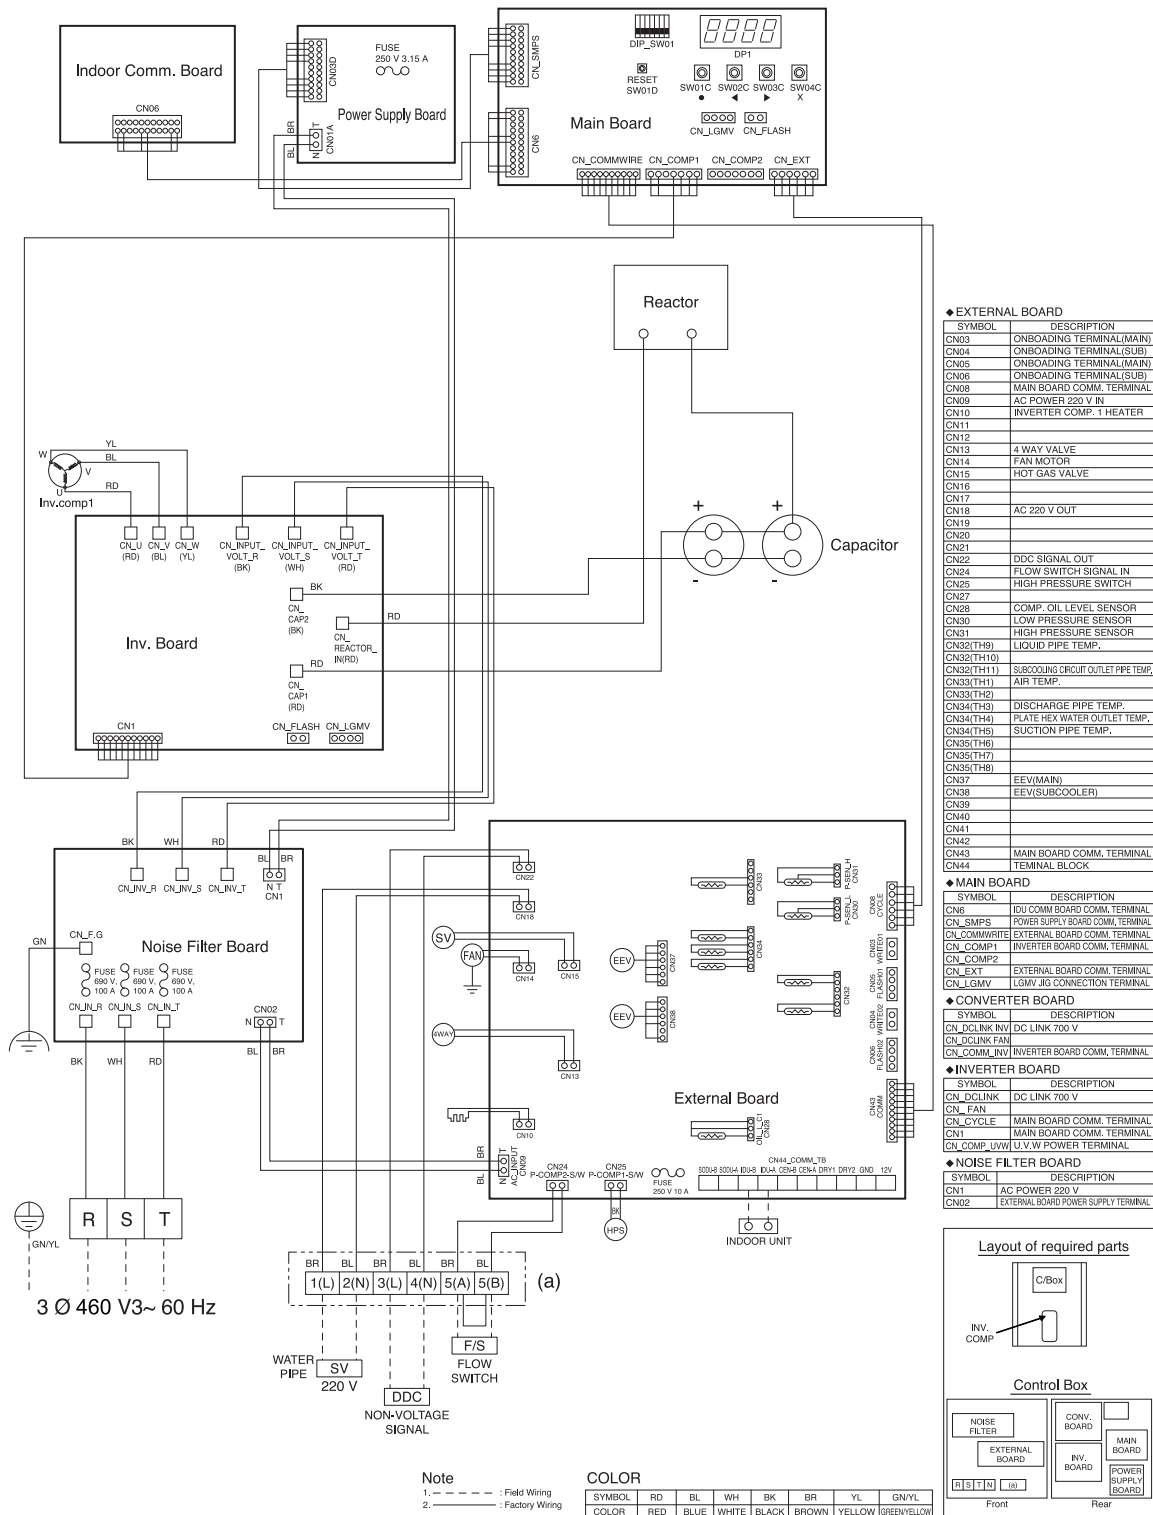 Indoor Comm. Board
CN06
CN03D
FUSE
250 V 3.15 A
Power Supply Board
BR
BL
T
N
CN01A
CN_SMPS
CN6
DIP_SW01
DP1
RESET
SW01D
SW01C
SW02C
SW03C
SW04C
X
Main Board
CN_LGMV
CN_FLASH
CN_COMMWIRE
CN_COMP1
CN_COMP2
CN_EXT
Reactor
W
V
U
YL
BL
RD
Inv.comp1
CN_U
(RD)
CN_V
(BL)
CN_W
(YL)
CN_INPUT_
VOLT_R
(BK)
CN_INPUT_
VOLT_S
(WH)
CN_INPUT_
VOLT_T
(RD)
BK
CN_
CAP2
(BK)
RD
CN_
REACTOR_
IN(RD)
RD
CN_
CAP1
(RD)
Inv. Board
CN1
CN_FLASH
CN_LGMV
+
+
-
-
Capacitor
BK
WH
RD
BL
BR
CN_INV_R
CN_INV_S
CN_INV_T
N T
CN1
GN
CN_F.G
Noise Filter Board
FUSE
690 V,
100 A
FUSE
690 V,
100 A
FUSE
690 V,
100 A
CN_IN_R
CN_IN_S
CN_IN_T
CN02
N
T
BL
BR
BK
WH
RD
R
S
T
GN/YL
3 Ø 460 V3~ 60 Hz
CN22
CN18
SV
FAN
CN14
CN15
4WAY
CN13
CN10
EEV
CN37
EEV
CN38
CN33
CN34
P-SEN_H
CN31
P-SEN_L
CN30
CN32
CN08
CYCLE
CN03
WRITE01
CN05
FLASH01
CN04
WRITE02
CN06
FLASH02
CN43
COMM
External Board
OIL_L_C1
CN28
BR
BL
T
N
AC_INPUT
CN09
CN24
P-COMP2-S/W
CN25
P-COMP1-S/W
FUSE
250 V 10 A
BK
HPS
CN44_COMM_TB
SODU-B SODU-A IDU-B IDU-A CEN-B CEN-A DRY1 DRY2 GND 12V
INDOOR UNIT
BR BL BR BL BR BL
1(L) 2(N) 3(L) 4(N) 5(A) 5(B)
(a)
WATER
PIPE
SV
220 V
DDC
NON-VOLTAGE
SIGNAL
F/S
FLOW
SWITCH
◆EXTERNAL BOARD
SYMBOL DESCRIPTION
CN03 ONBOADING TERMINAL(MAIN)
CN04 ONBOADING TERMINAL(SUB)
CN05 ONBOADING TERMINAL(MAIN)
CN06 ONBOADING TERMINAL(SUB)
CN08 MAIN BOARD COMM. TERMINAL
CN09 AC POWER 220 V IN
CN10 INVERTER COMP. 1 HEATER
CN11
CN12
CN13 4 WAY VALVE
CN14 FAN MOTOR
CN15 HOT GAS VALVE
CN16
CN17
CN18 AC 220 V OUT
CN19
CN20
CN21
CN22 DDC SIGNAL OUT
CN24 FLOW SWITCH SIGNAL IN
CN25 HIGH PRESSURE SWITCH
CN27
CN28 COMP. OIL LEVEL SENSOR
CN30 LOW PRESSURE SENSOR
CN31 HIGH PRESSURE SENSOR
CN32(TH9) LIQUID PIPE TEMP.
CN32(TH10)
CN32(TH11) SUBCOOLING CIRCUIT OUTLET PIPE TEMP.
CN33(TH1) AIR TEMP.
CN33(TH2)
CN34(TH3) DISCHARGE PIPE TEMP.
CN34(TH4) PLATE HEX WATER OUTLET TEMP.
CN34(TH5) SUCTION PIPE TEMP.
CN35(TH6)
CN35(TH7)
CN35(TH8)
CN37 EEV(MAIN)
CN38 EEV(SUBCOOLER)
CN39
CN40
CN41
CN42
CN43 MAIN BOARD COMM. TERMINAL
CN44 TEMINAL BLOCK
◆MAIN BOARD
SYMBOL DESCRIPTION
CN6 IDU COMM BOARD COMM. TERMINAL
CN_SMPS POWER SUPPLY BOARD COMM. TERMINAL
CN_COMMWRITE EXTERNAL BOARD COMM. TERMINAL
CN_COMP1 INVERTER BOARD COMM. TERMINAL
CN_COMP2
CN_EXT EXTERNAL BOARD COMM. TERMINAL
CN_LGMV LGMV JIG CONNECTION TERMINAL
◆CONVERTER BOARD
SYMBOL DESCRIPTION
CN_DCLINK INV DC LINK 700 V
CN_DCLINK FAN
CN_COMM_INV INVERTER BOARD COMM. TERMINAL
◆INVERTER BOARD
SYMBOL DESCRIPTION
CN_DCLINK DC LINK 700 V
CN_ FAN
CN_CYCLE MAIN BOARD COMM. TERMINAL
CN1 MAIN BOARD COMM. TERMINAL
CN_COMP_UVW U.V.W POWER TERMINAL
◆NOISE FILTER BOARD
SYMBOL DESCRIPTION
CN1 AC POWER 220 V
CN02 EXTERNAL BOARD POWER SUPPLY TERMINAL
Layout of required parts
C/Box
INV.
COMP
Control Box
NOISE
FILTER
EXTERNAL
BOARD
R S T N (a)
Front
CONV.
BOARD
MAIN
BOARD
INV.
BOARD
POWER
SUPPLY
BOARD
Rear
Note
1. : Field Wiring
2. : Factory Wiring
COLOR
SYMBOL RD BL WH BK BR YL GN/YL
COLOR RED BLUE WHITE BLACK BROWN YELLOW GREEN/YELLOW